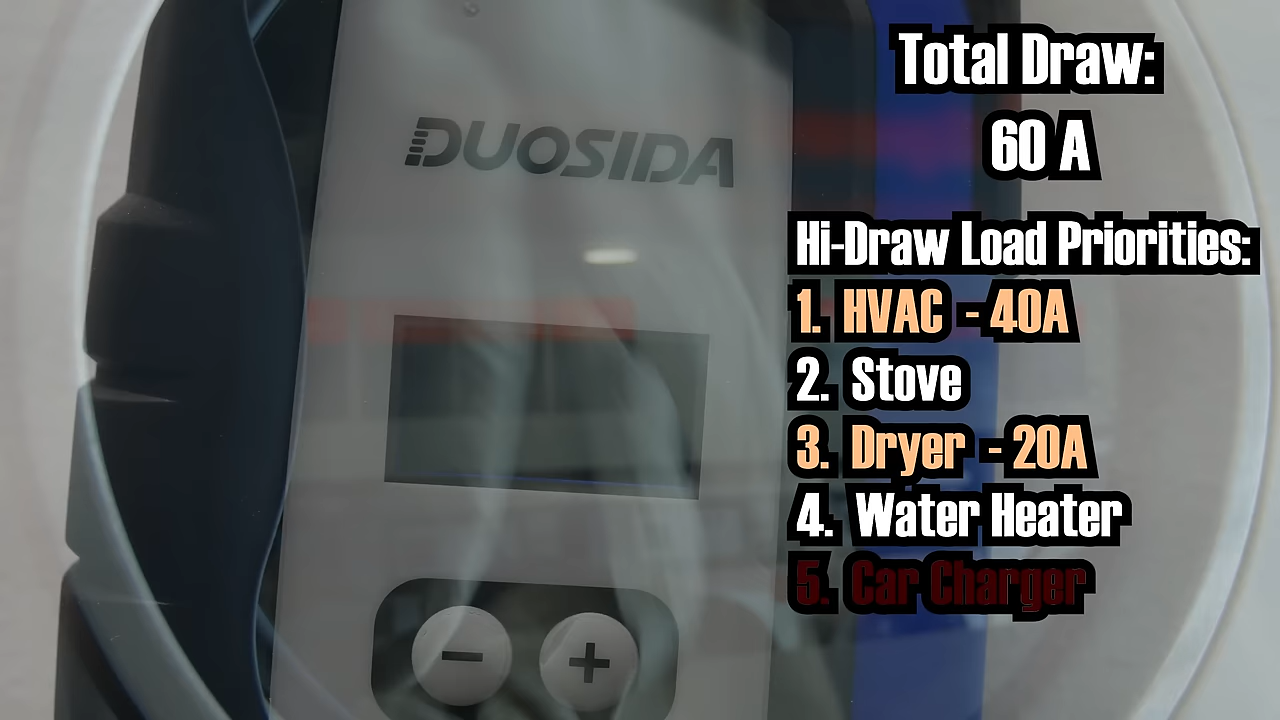 DUOSIDA
Total Draw:
60 A
Hi-Draw Load Priorities:
1. HVAC - 40A
2. Stove
3. Dryer - 20A
4. Water Heater
5. Car Charger
- +